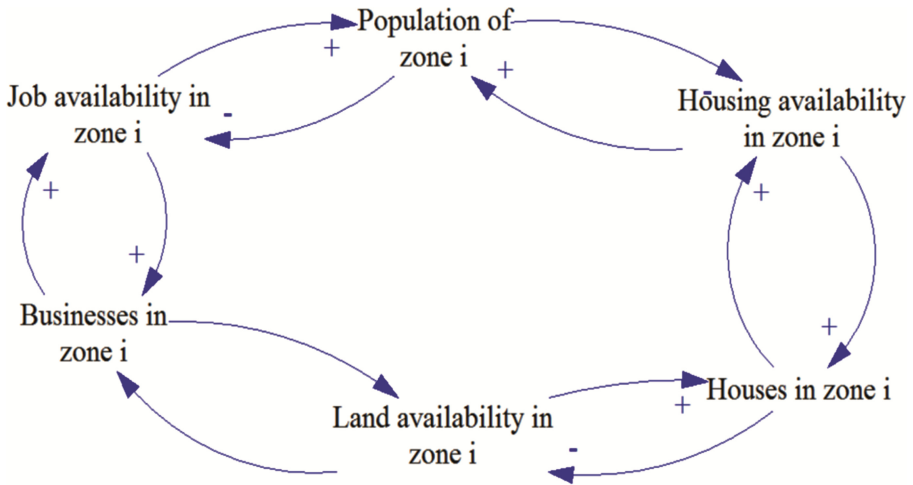 Population of
zone i
+
+
Job availability in
zone i
-
-
Housing availability
in zone i
+
+
+
+
Businesses in
zone i
Land availability in
zone i
+
Houses in zone i
-